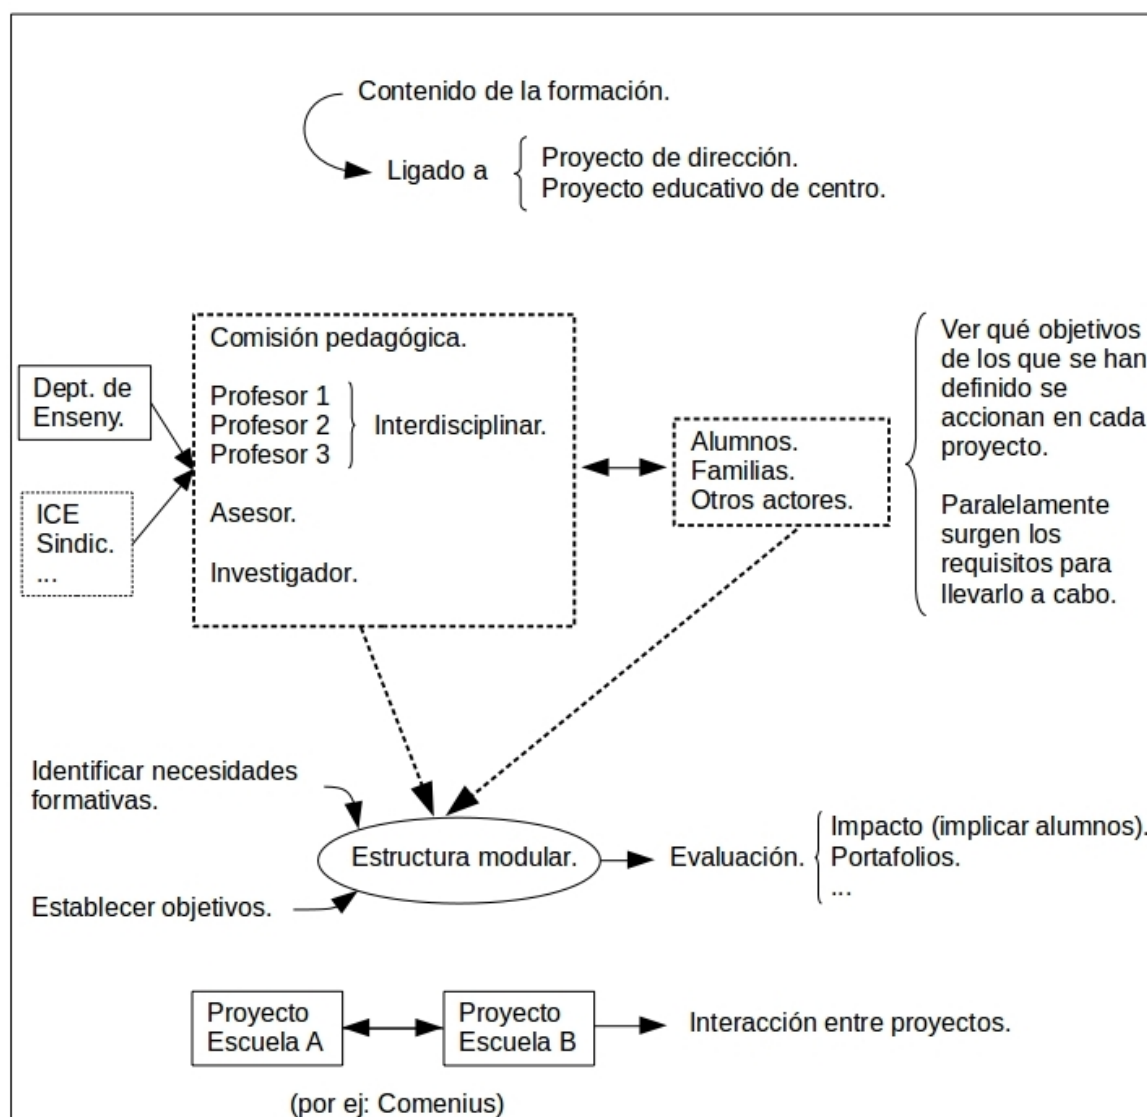 Contenido de la formación.
Ligado a
Proyecto de dirección.
Proyecto educativo de centro.
Dept. de
Enseny.
ICE
Sindic.
...
Comisión pedagógica.
Profesor 1
Profesor 2
Profesor 3
Interdisciplinar.
Asesor.
Investigador.
Alumnos.
Familias.
Otros actores.
Ver qué objetivos
de los que se han
definido se
accionan en cada
proyecto.
Paralelamente
surgen los
requisitos para
llevarlo a cabo.
Identificar necesidades
formativas.
Establecer objetivos.
Estructura modular.
Evaluación.
Impacto (implicar alumnos).
Portafolios.
...
Proyecto
Escuela A
Proyecto
Escuela B
Interacción entre proyectos.
(por ej: Comenius)